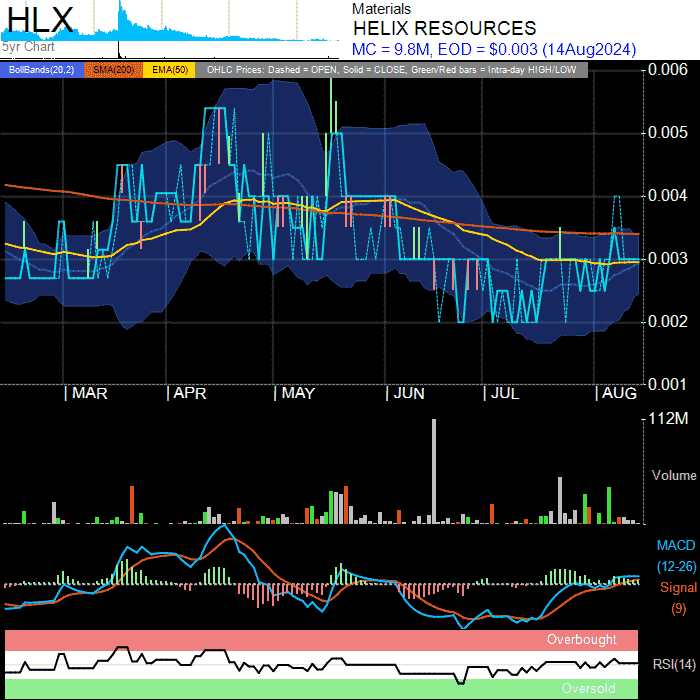 HLX
5yr Chart
Materials
HELIX RESOURCES
MC = 9.8M, EOD = $0.003 (14Aug2024)
BollBands(20,2) SMA(200) EMA(50) OHLC Prices: Dashed = OPEN, Solid = CLOSE, Green/Red bars = Intra-day HIGH/LOW
0.006
0.005
0.004
0.003
0.002
0.001
| MAR | APR | MAY | JUN | JUL | AUG
112M
Volume
MACD
(12-26)
Signal
(9)
Overbought
RSI(14)
Oversold